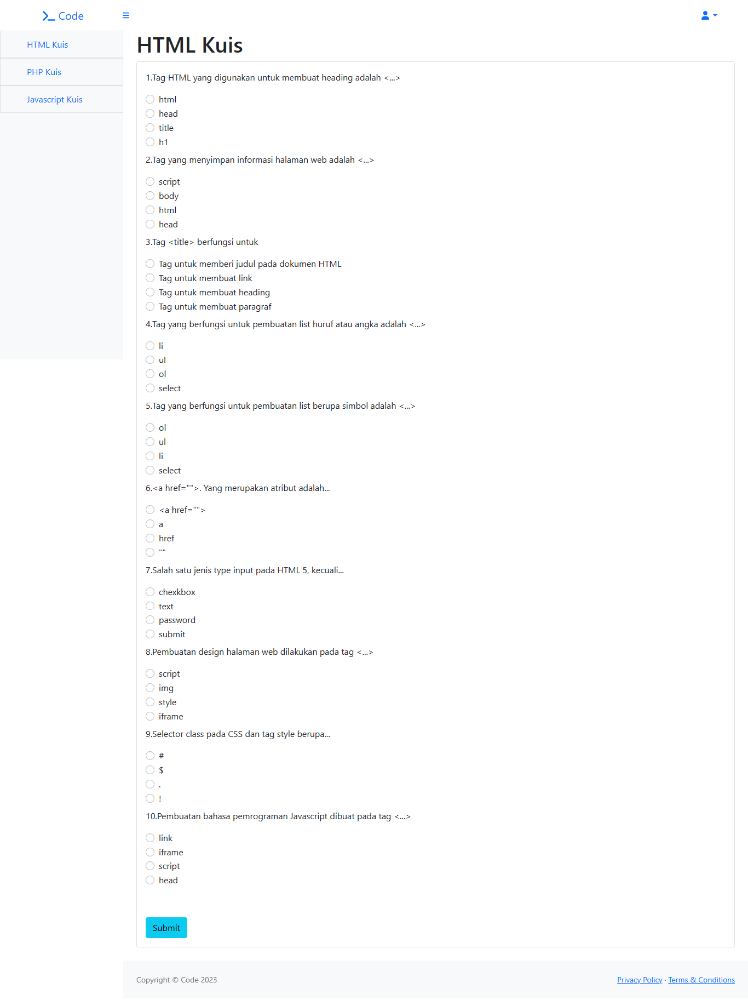 Code
HTML Kuis
PHP Kuis
Javascript Kuis
HTML Kuis
1.Tag HTML yang digunakan untuk membuat heading adalah <...>
html
head
title
h1
2.Tag yang menyimpan informasi halaman web adalah <...>
script
body
html
head
3.Tag <title> berfungsi untuk
Tag untuk memberi judul pada dokumen HTML
Tag untuk membuat link
Tag untuk membuat heading
Tag untuk membuat paragraf
4.Tag yang berfungsi untuk pembuatan list huruf atau angka adalah <...>
li
ul
ol
select
5.Tag yang berfungsi untuk pembuatan list berupa simbol adalah <...>
ol
ul
li
select
6.<a href="">. Yang merupakan atribut adalah...
<a href="">
a
href
""
7.Salah satu jenis type input pada HTML 5, kecuali...
chexkbox
text
password
submit
8.Pembuatan design halaman web dilakukan pada tag <...>
script
img
style
iframe
9.Selector class pada CSS dan tag style berupa...
#
$
.
!
10.Pembuatan bahasa pemrograman Javascript dibuat pada tag <...>
link
iframe
script
head
Submit
Copyright © Code 2023
Privacy Policy · Terms & Conditions